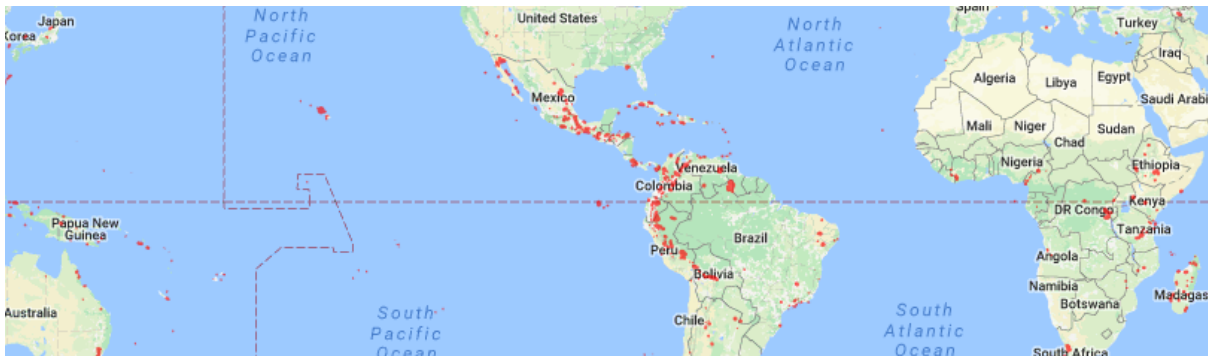 Spain
Japan
Korea
North
Pacific
Ocean
United States
North
Atlantic
Ocean
Turkey
Iraq
Algeria
Libya
Egypt
Saudi Arabi
Mexico
Mali
Niger
Sudan
Chad
Nigeria
Ethiopia
Venezuela
Colombia
Papua New
Guinea
DR Congo
Kenya
Tanzania
Peru
Brazil
Bolivia
Angola
Namibia
Botswana
Madagas
Australia
South
Pacific
Ocean
Chile
South
Atlantic
Ocean
South Africa